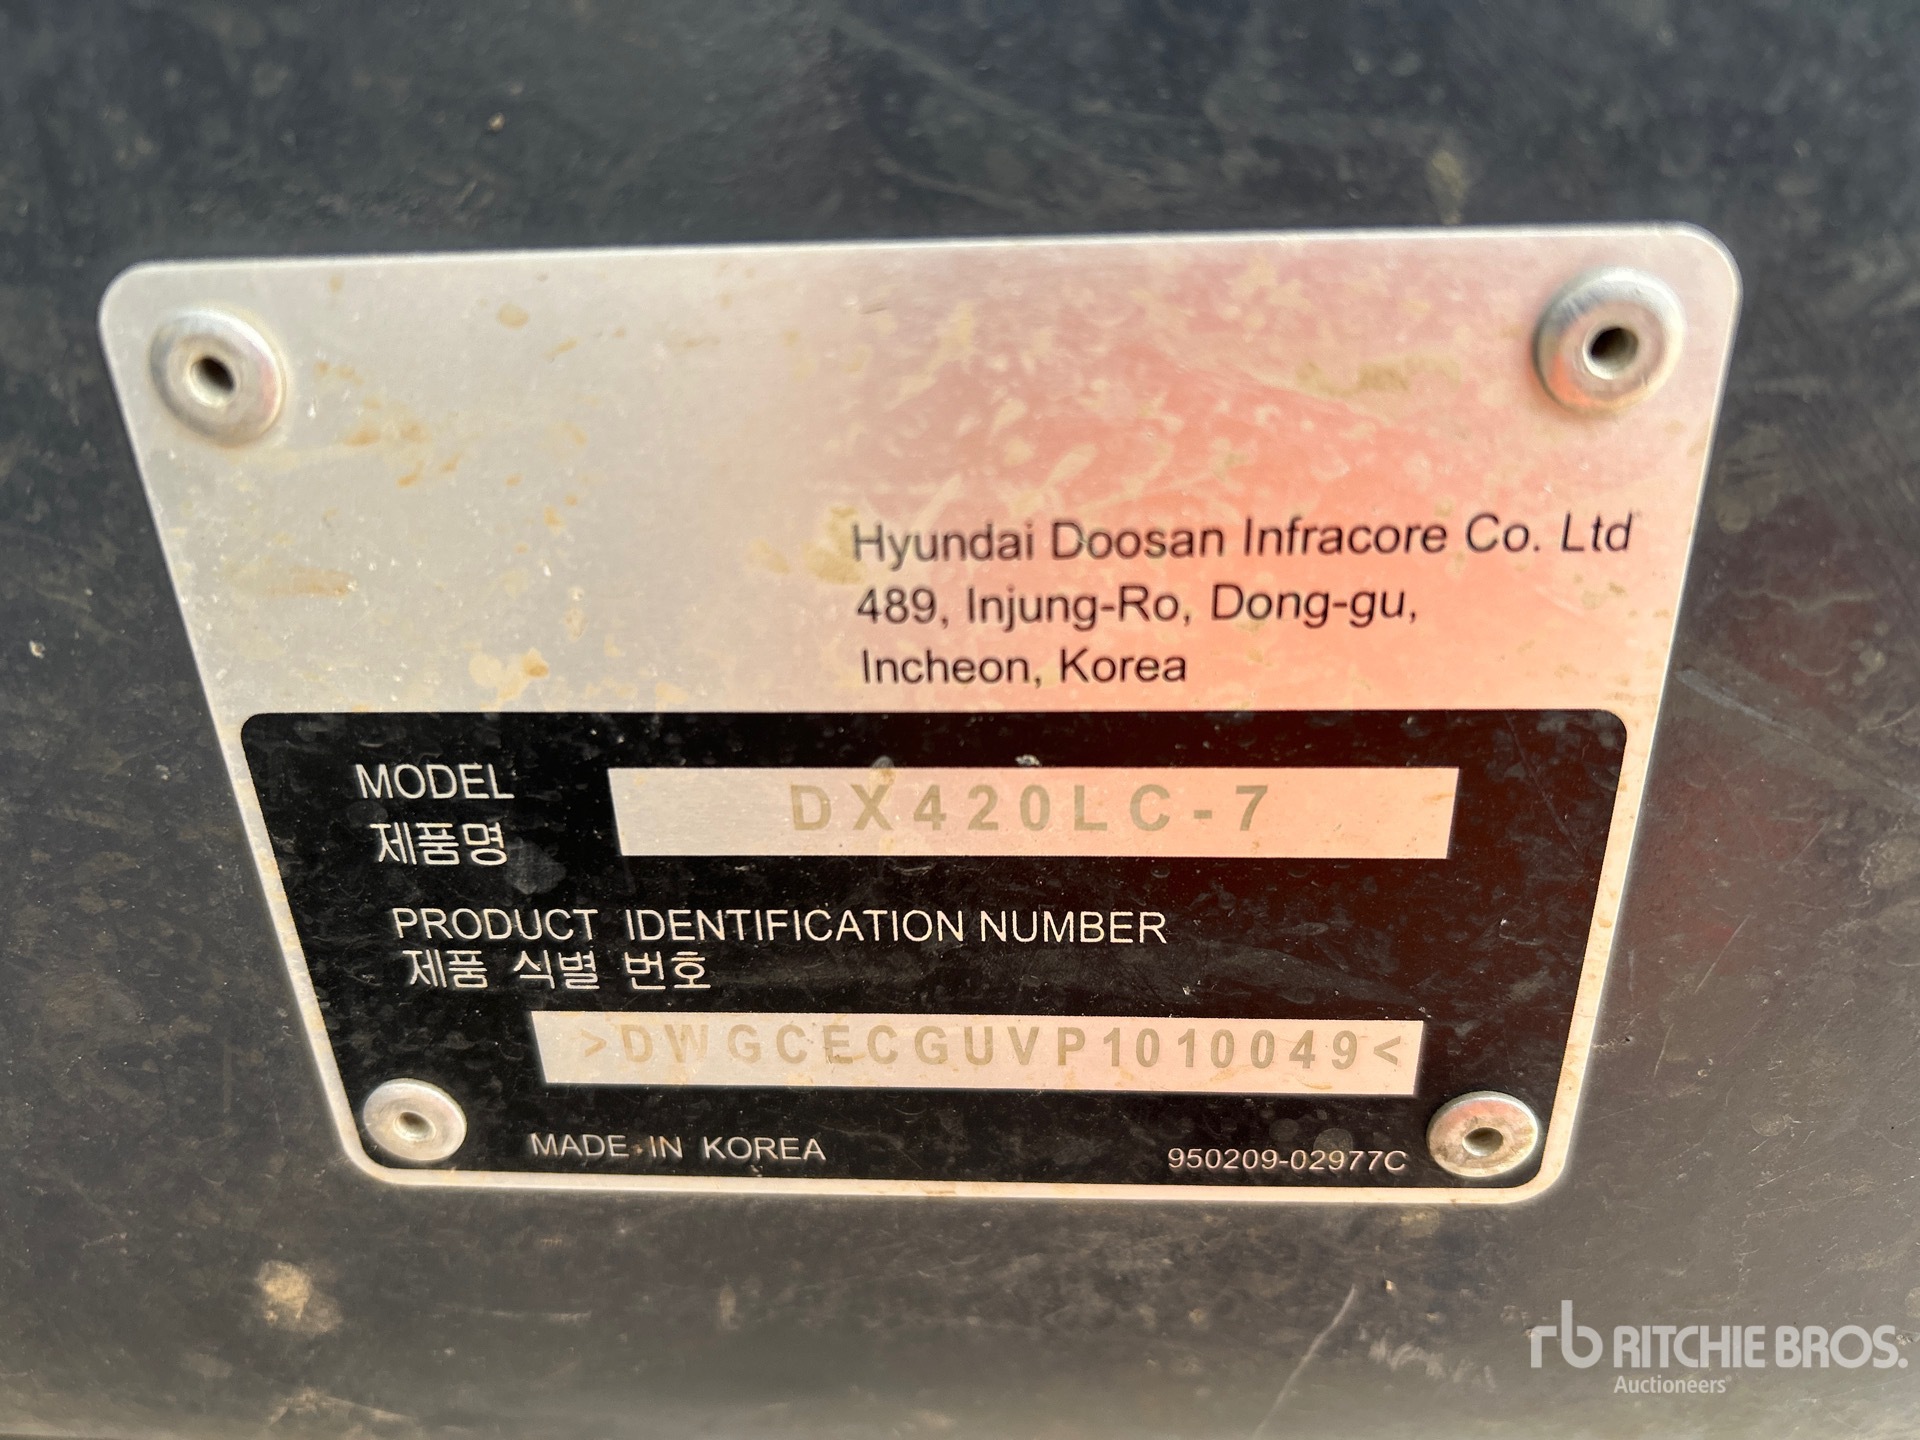 Hyundai Doosan Infracore Co. Ltd
489, Injung-Ro, Dong-gu,
Incheon, Korea
MODEL
제품명
DX420LC-7
PRODUCT IDENTIFICATION NUMBER
제품 식별 번호
>DWGCECGUVP1010049<
MADE IN KOREA
950209-02977C
rb RITCHIE BROS.
Auctioneers